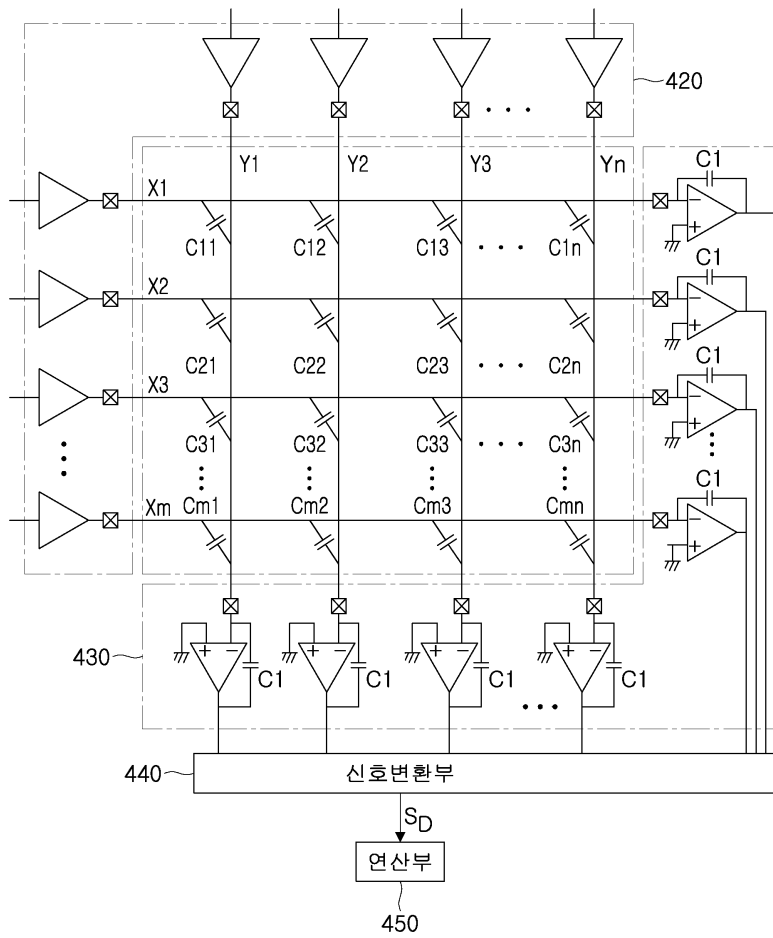 420
Y1 Y2 Y3 Yn
C1
X1
C11 C12 C13 C1n
C1
X2
C21 C22 C23 C2n
C1
X3
C31 C32 C33 C3n
C1
Xm Cm1 Cm2 Cm3 Cmn
430
C1 C1 C1 C1
440 신호변환부
SD
연산부
450